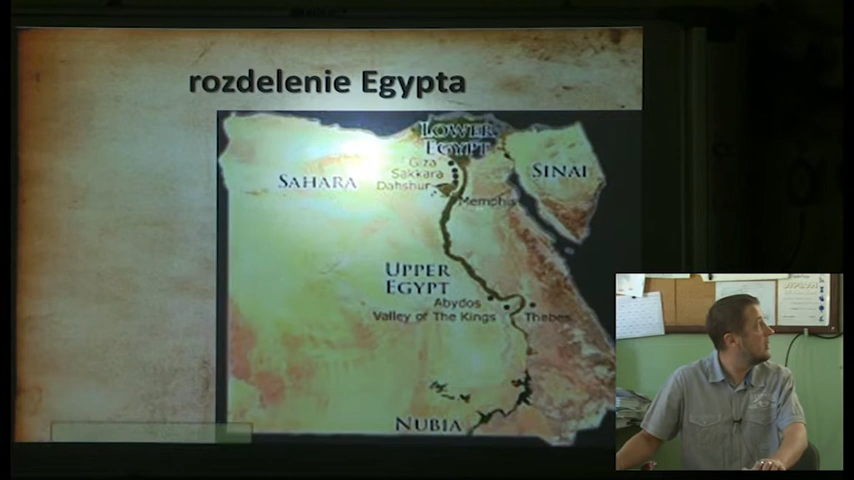 rozdelenie Egypta
LOWER
EGYPT
Giza
Sakkara
Dahshur
SAHARA
SINAI
Memphis
UPPER
EGYPT
Abydos
Valley of The Kings
Thebes
NUBIA
DIPLOM